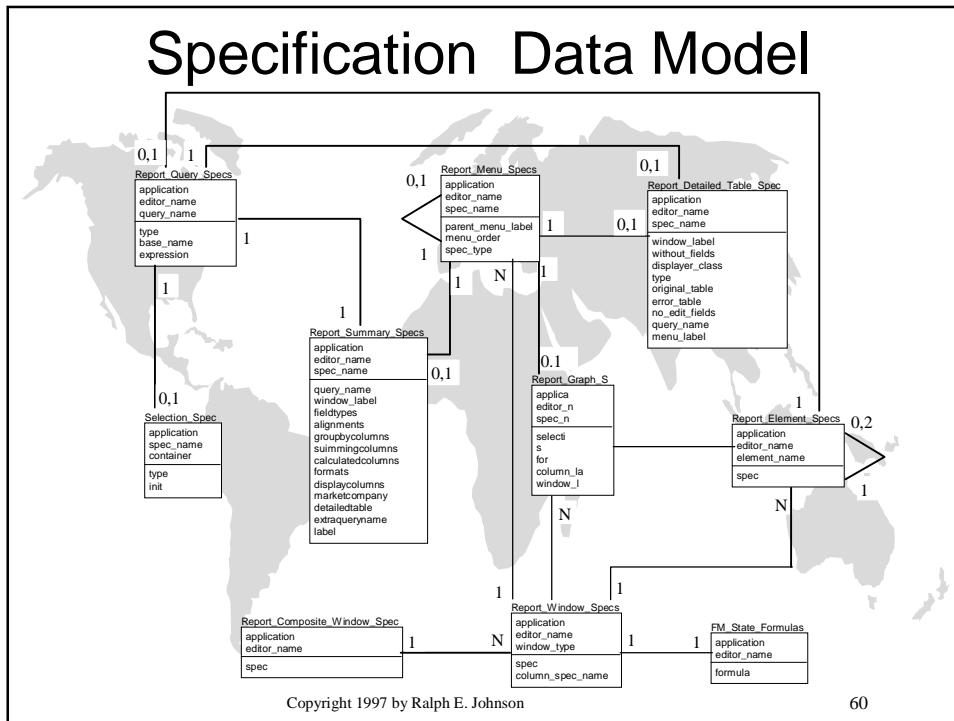 Specification Data Model
0,1
1
Report_Query_Specs
application
editor_name
query_name
type
base_name
expression
1
1
0,1
Report_Menu_Specs
application
editor_name
spec_name
parent_menu_label
menu_order
spec_type
0,1
1
1
N
1
1
0,1
Report_Detailed_Table_Spec
application
editor_name
spec_name
window_label
without_fields
displayer_class
type
original_table
error_table
no_edit_fields
query_name
menu_label
0,1
1
Report_Summary_Specs
application
editor_name
spec_name
query_name
window_label
fieldtypes
alignments
groupbycolumns
suimmingcolumns
calculatedcolumns
formats
displaycolumns
marketcompany
detailedtable
extraqueryname
label
0,1
0,1
Selection_Spec
application
spec_name
container
type
init
0.1
Report_Graph_S
applica
editor_n
spec_n
selecti
s
for
column_la
window_l
N
1
0,2
Report_Element_Specs
application
editor_name
element_name
spec
1
N
1
1
Report_Window_Specs
application
editor_name
window_type
spec
column_spec_name
N
1
Report_Composite_Window_Spec
application
editor_name
spec
1
1
FM_State_Formulas
application
editor_name
formula
Copyright 1997 by Ralph E. Johnson
60